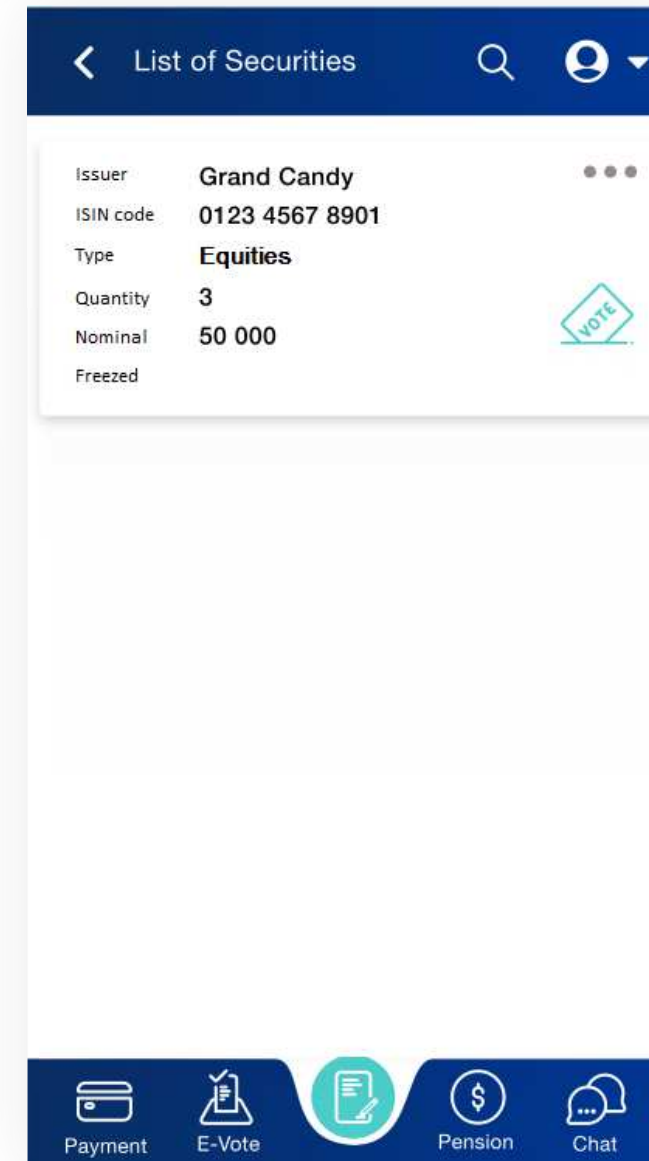 List of Securities
Issuer Grand Candy
ISIN code 0123 4567 8901
Type Equities
Quantity 3
Nominal 50 000
Freezed
VOTE
Payment E-Vote Pension Chat